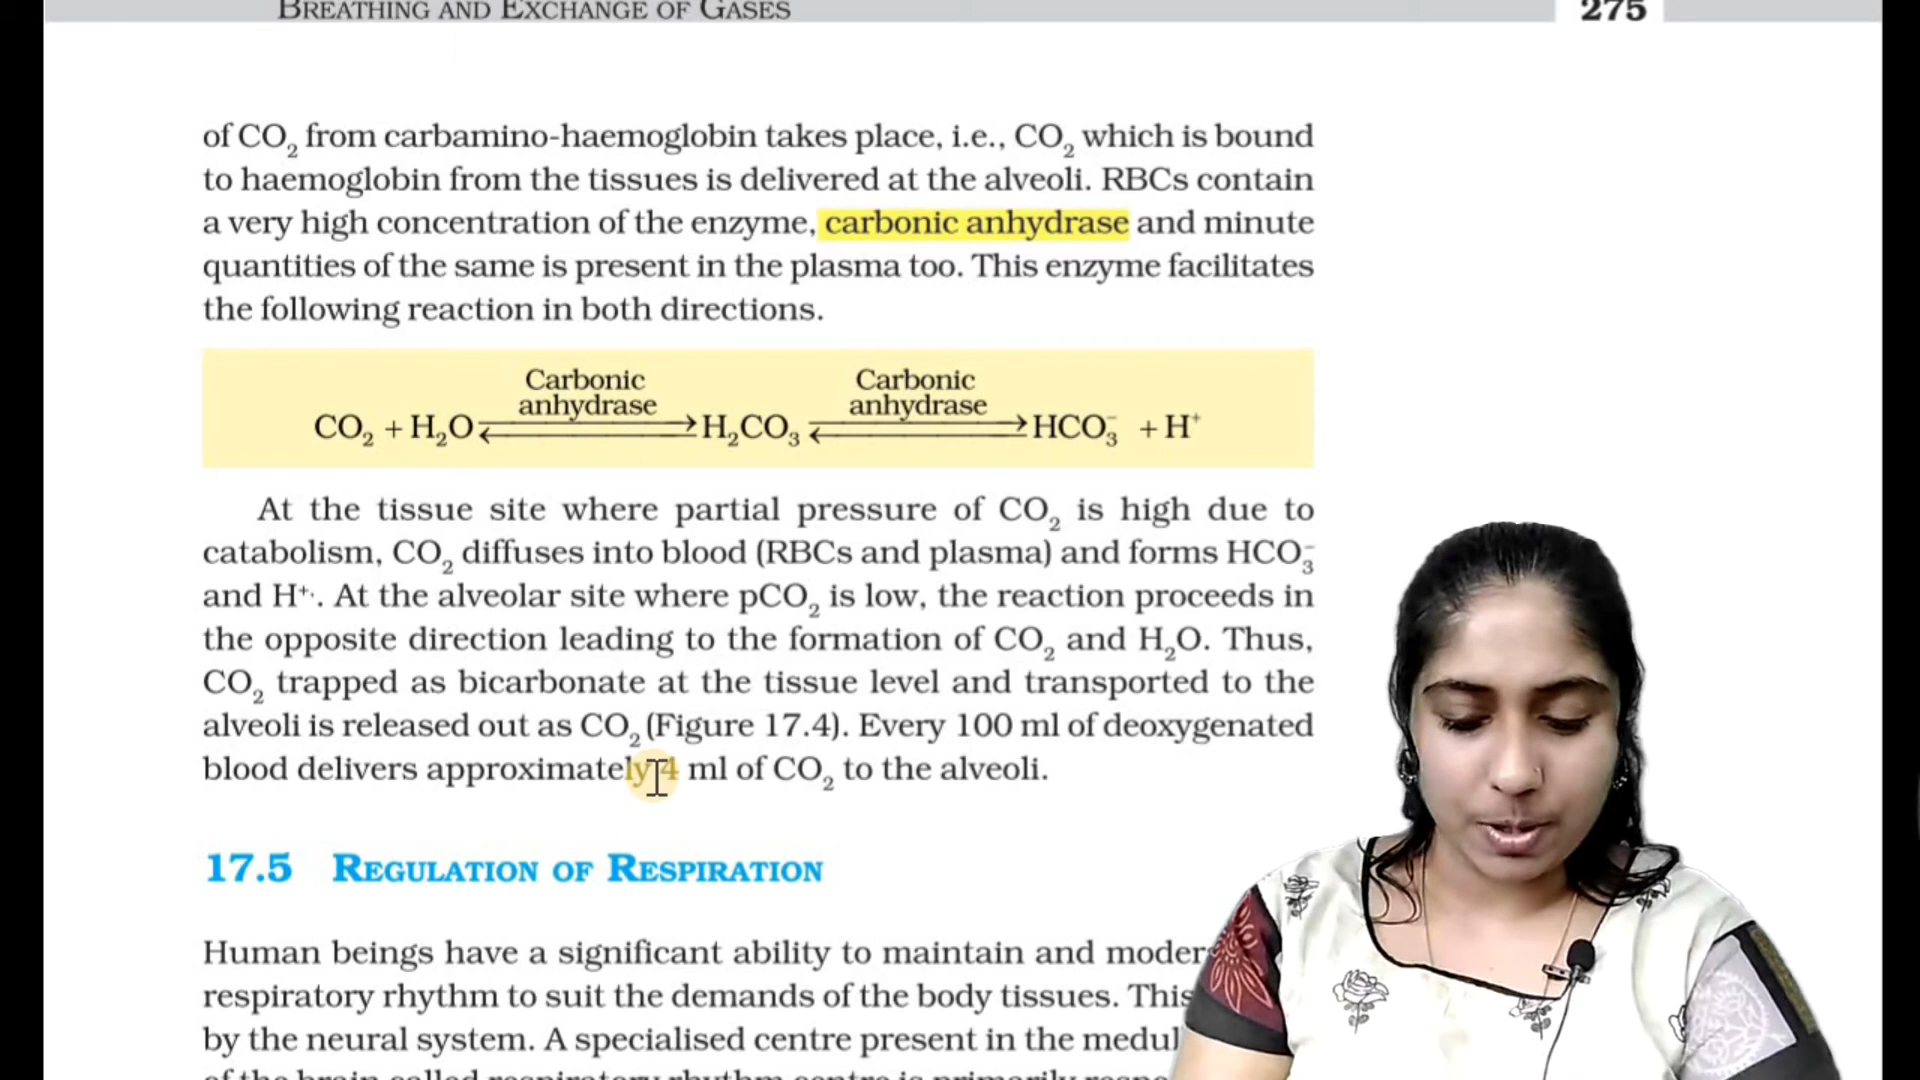 BREATHING AND EXCHANGE OF GASES 275
of CO₂ from carbamino-haemoglobin takes place, i.e., CO₂ which is bound
to haemoglobin from the tissues is delivered at the alveoli. RBCs contain
a very high concentration of the enzyme, carbonic anhydrase and minute
quantities of the same is present in the plasma too. This enzyme facilitates
the following reaction in both directions.
Carbonic anhydrase Carbonic anhydrase
CO₂ + H₂O ⇌ H₂CO₃ ⇌ HCO₃⁻ + H⁺
At the tissue site where partial pressure of CO₂ is high due to
catabolism, CO₂ diffuses into blood (RBCs and plasma) and forms HCO₃⁻
and H⁺. At the alveolar site where pCO₂ is low, the reaction proceeds in
the opposite direction leading to the formation of CO₂ and H₂O. Thus,
CO₂ trapped as bicarbonate at the tissue level and transported to the
alveoli is released out as CO₂ (Figure 17.4). Every 100 ml of deoxygenated
blood delivers approximately 4 ml of CO₂ to the alveoli.
17.5 REGULATION OF RESPIRATION
Human beings have a significant ability to maintain and moder
respiratory rhythm to suit the demands of the body tissues. This
by the neural system. A specialised centre present in the medul
of the brain called respiratory rhythm centre is primarily